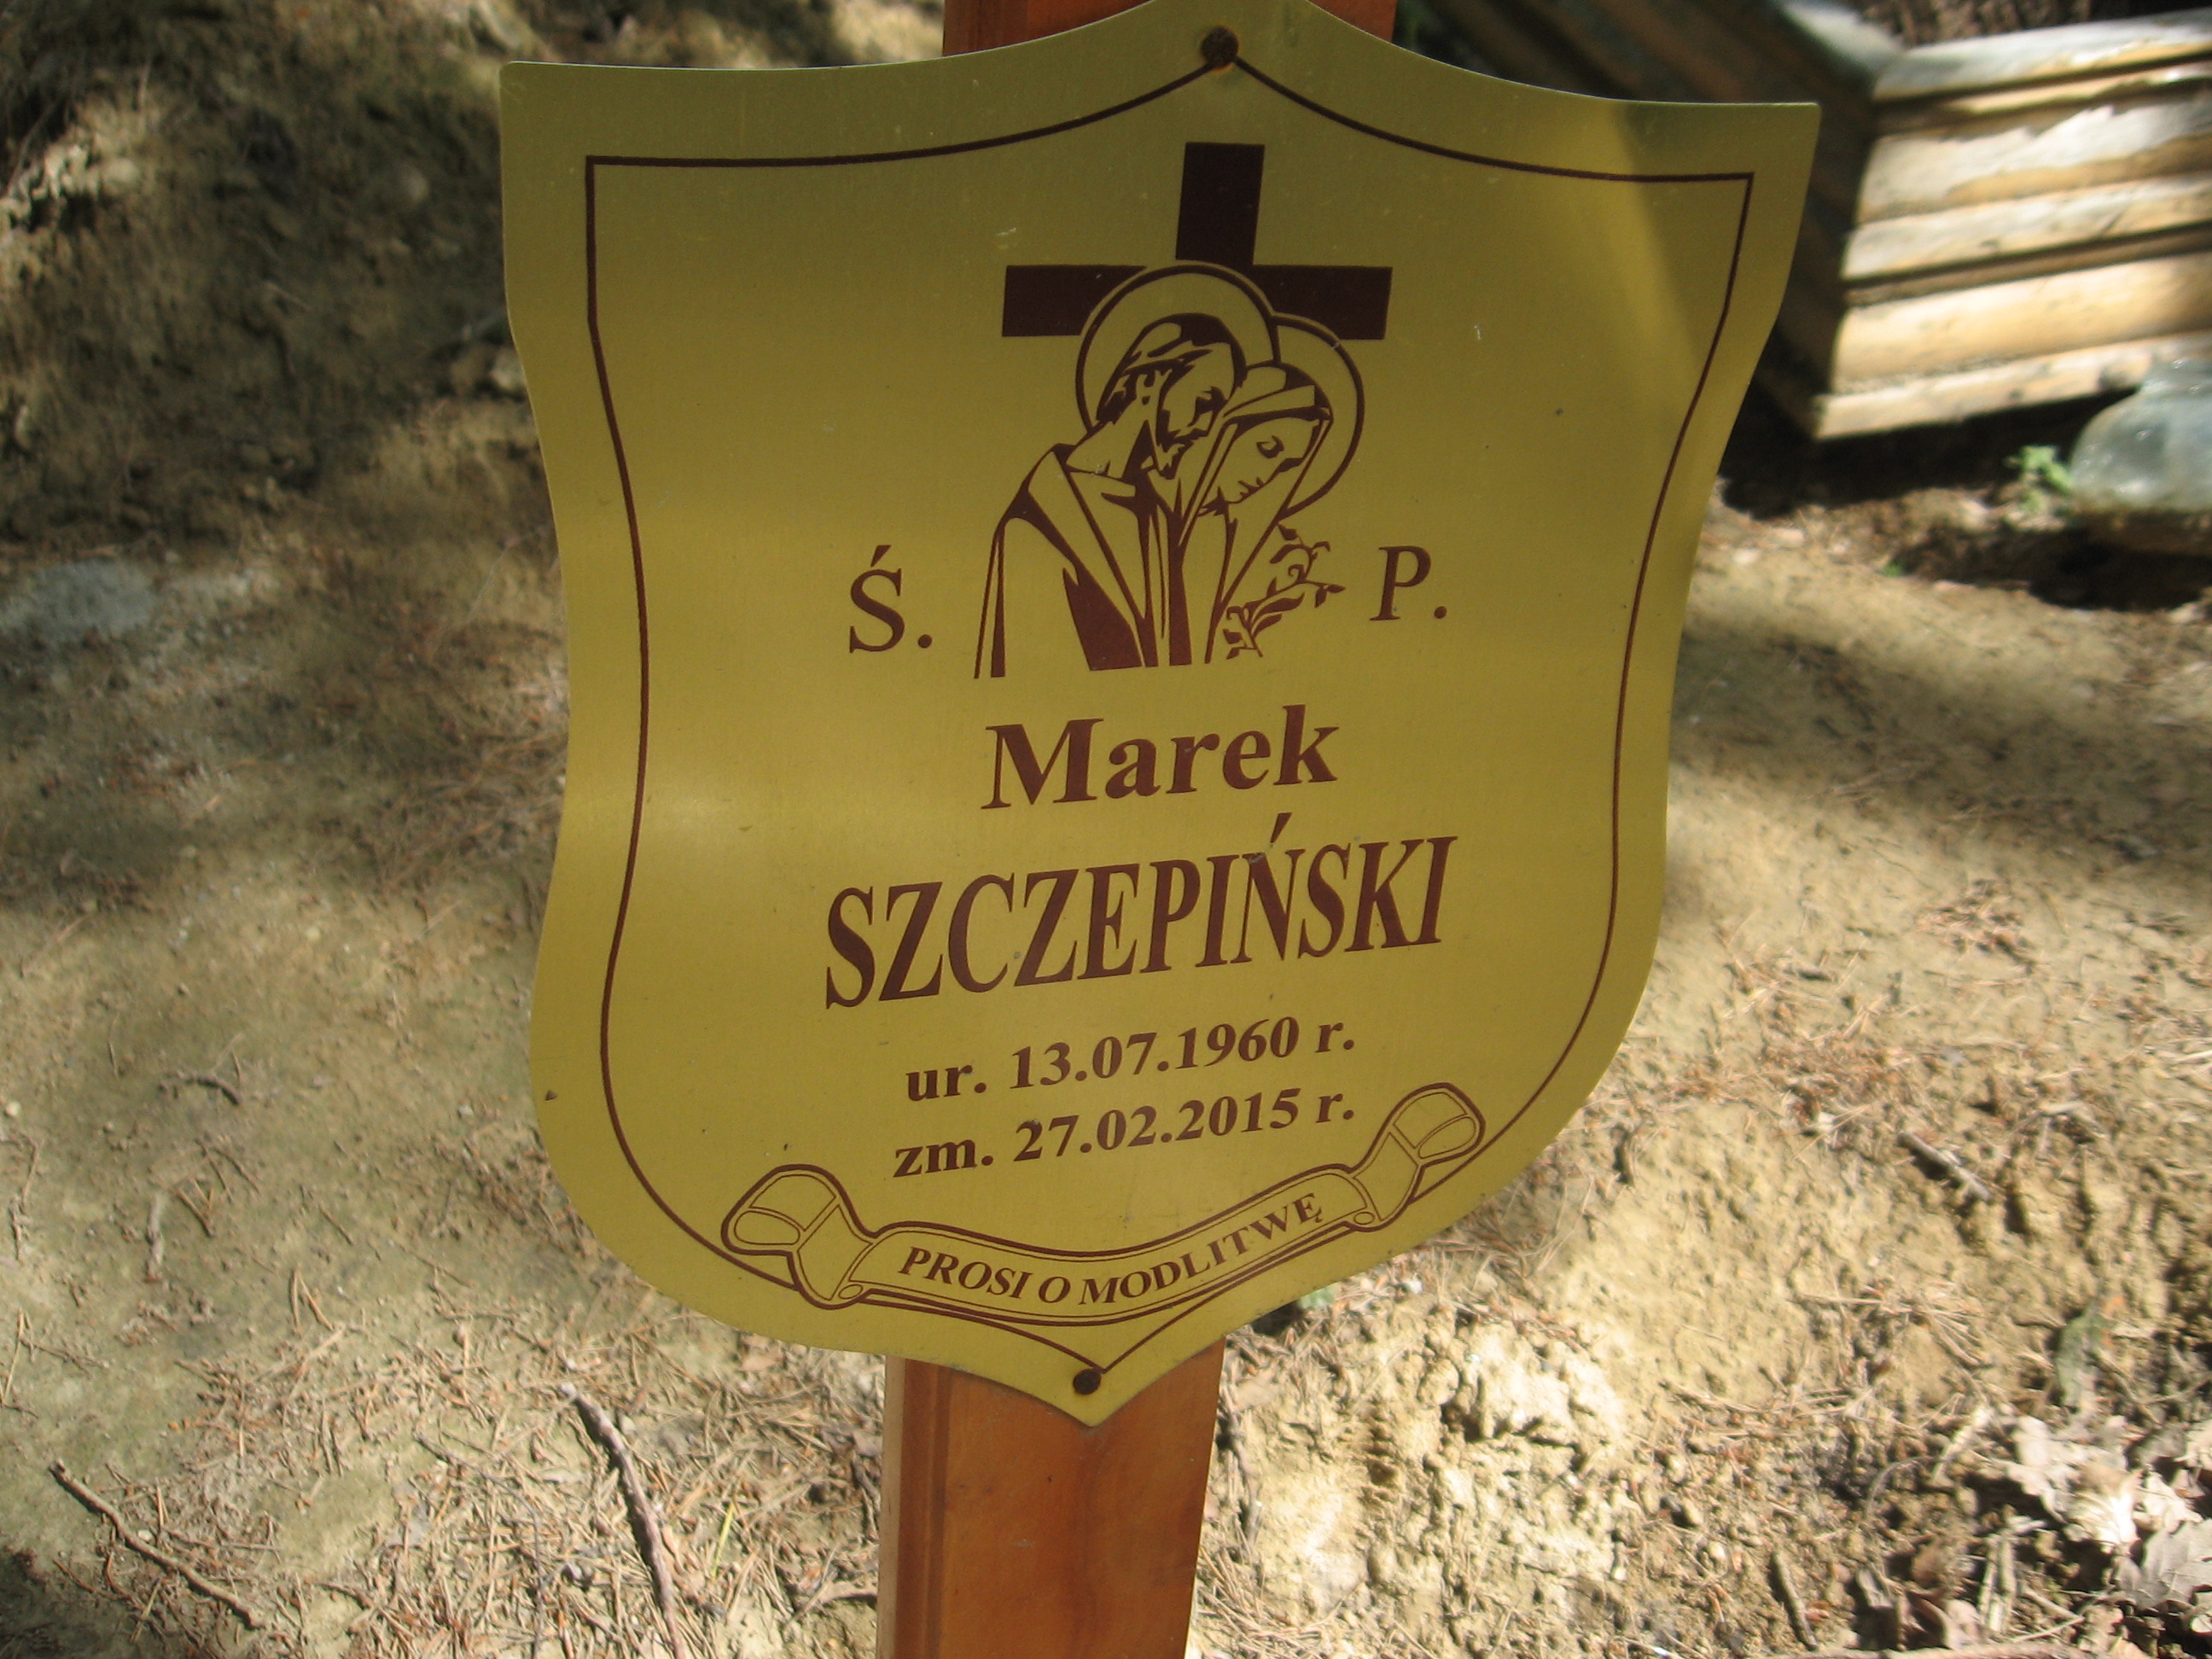 Ś. P.
Marek
SZCZEPIŃSKI
ur. 13.07.1960 r.
zm. 27.02.2015 r.
PROSI O MODLITWĘ